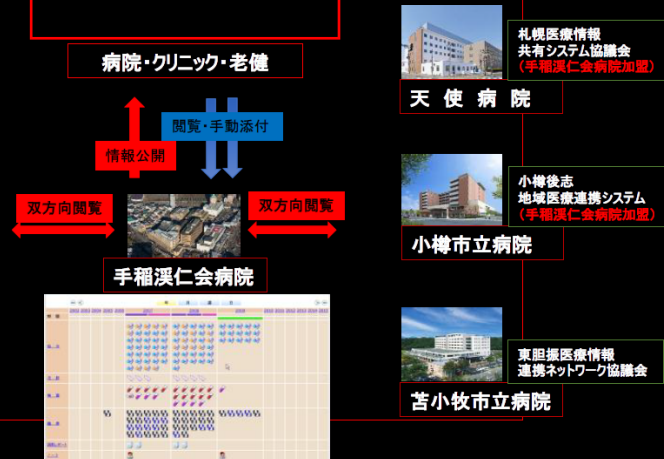 病院・クリニック・老健
閲覧・手動添付
情報公開
双方向閲覧
双方向閲覧
手稲渓仁会病院
札幌医療情報
共有システム協議会
(手稲渓仁会病院加盟)
天使病院
小樽後志
地域医療連携システム
(手稲渓仁会病院加盟)
小樽市立病院
東胆振医療情報
連携ネットワーク協議会
苫小牧市立病院